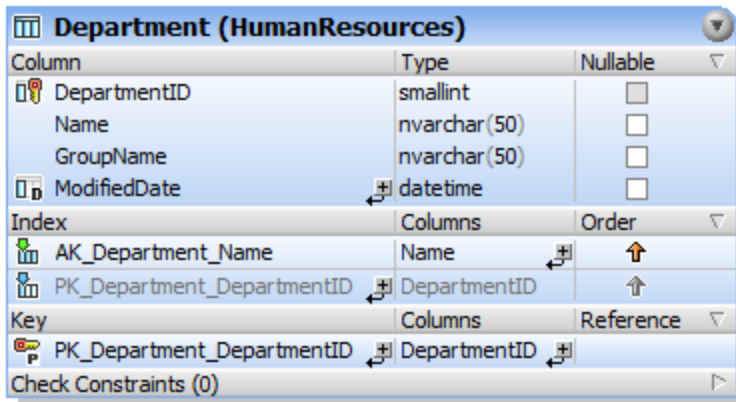 Department (HumanResources)
Column Type Nullable
DepartmentID smallint
Name nvarchar(50)
GroupName nvarchar(50)
D ModifiedDate datetime
Index Columns Order
AK_Department_Name Name
PK_Department_DepartmentID DepartmentID
Key Columns Reference
P PK_Department_DepartmentID DepartmentID
Check Constraints (0)